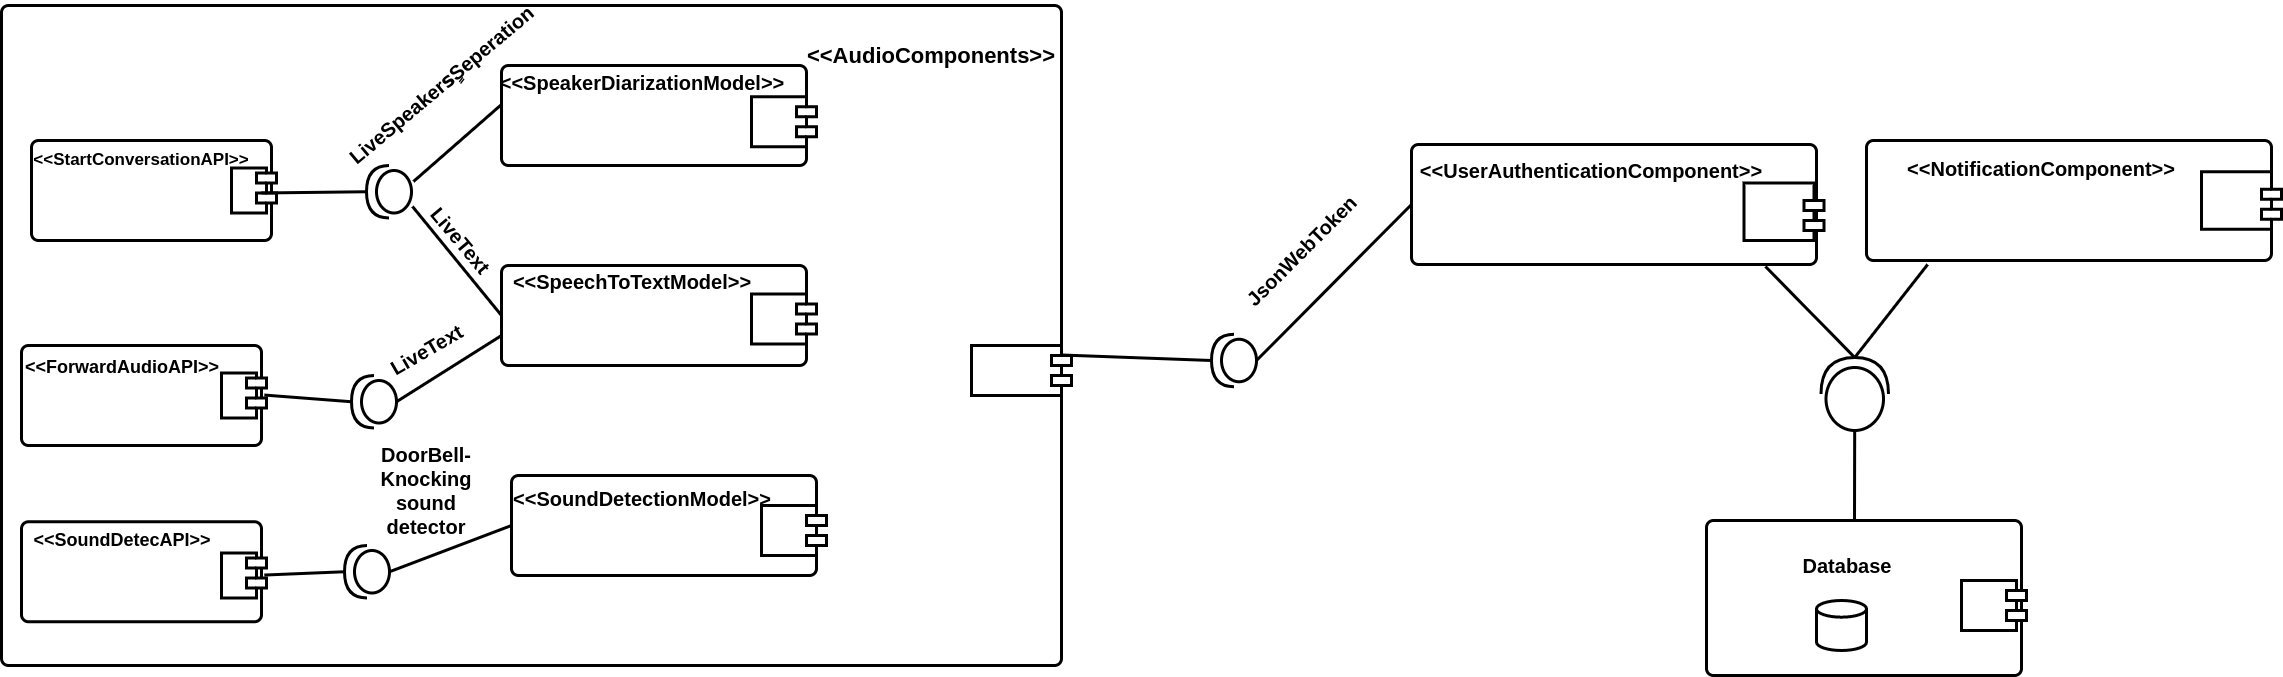 <<AudioComponents>>
LiveSpeakersSeperation
<<SpeakerDiarizationModel>>
<<StartConversationAPI>>
LiveText
<<SpeechToTextModel>>
LiveText
<<ForwardAudioAPI>>
DoorBell-
Knocking
sound
detector
<<SoundDetectionModel>>
<<SoundDetecAPI>>
JsonWebToken
<<UserAuthenticationComponent>>
<<NotificationComponent>>
Database